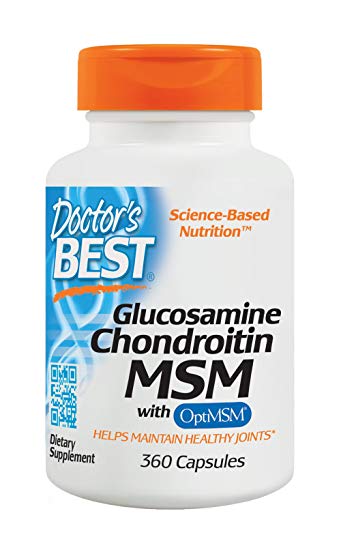 Doctor's
BEST®
Science-Based
Nutrition™
Glucosamine
Chondroitin
MSM
with OptiMSM®
HELPS MAINTAIN HEALTHY JOINTS*
Dietary
Supplement
360 Capsules